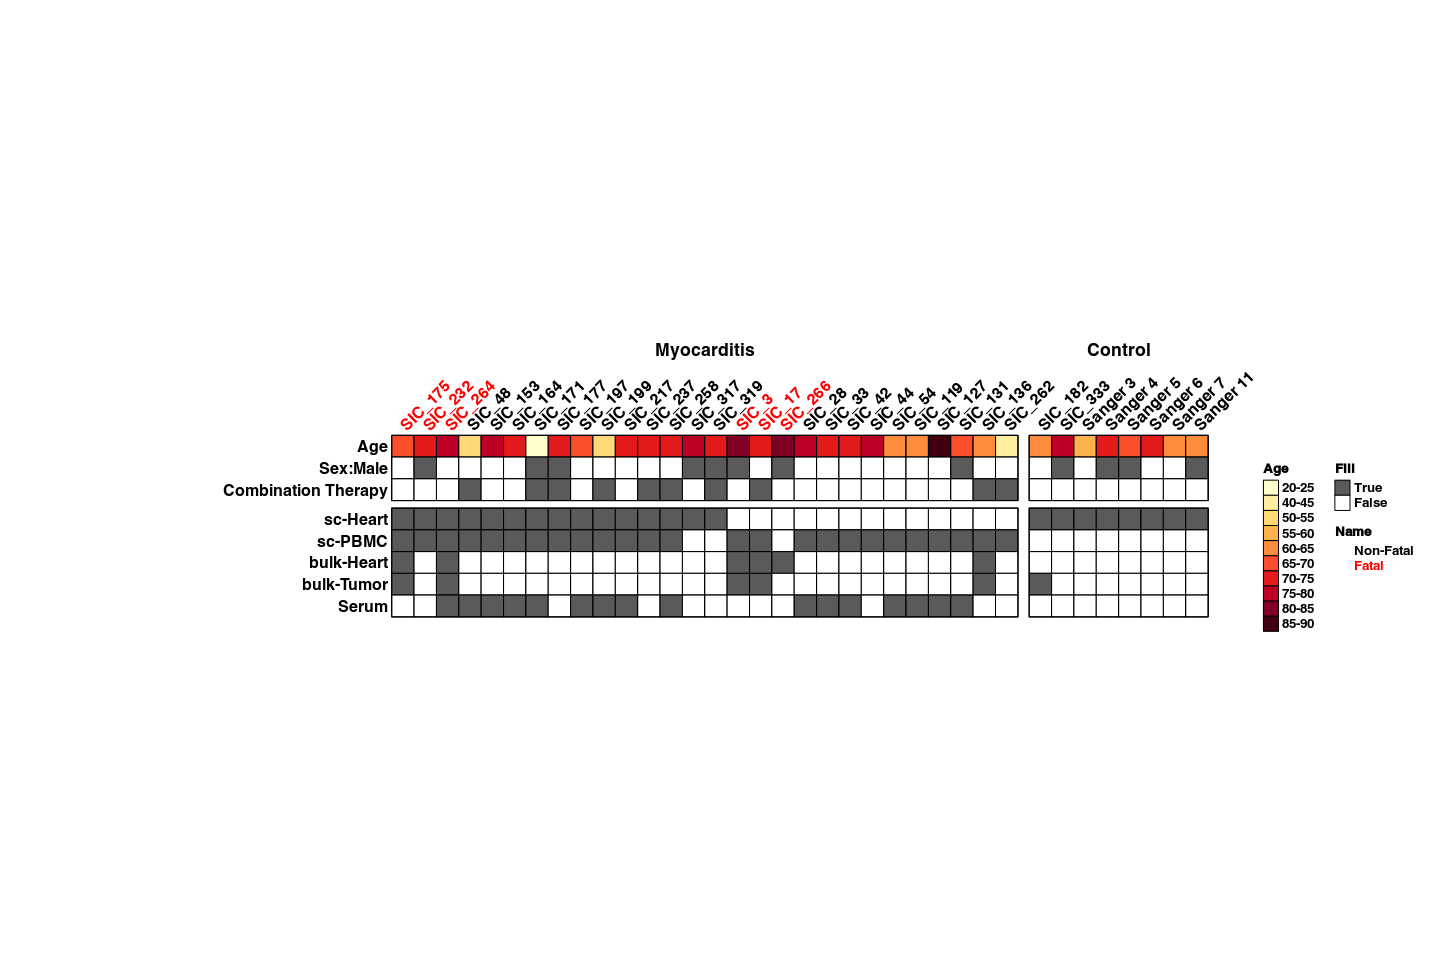 Myocarditis Control
SIC_175 SIC_232 SIC_264 SIC_48 SIC_153 SIC_164 SIC_171 SIC_177 SIC_197 SIC_199 SIC_217 SIC_237 SIC_258 SIC_317 SIC_319 SIC_3 SIC_17 SIC_266 SIC_28 SIC_33 SIC_42 SIC_44 SIC_54 SIC_119 SIC_127 SIC_131 SIC_136 SIC_262 SIC_182 SIC_333 Sanger 3 Sanger 4 Sanger 5 Sanger 6 Sanger 7 Sanger 11
Age
Sex:Male
Combination Therapy
sc-Heart
sc-PBMC
bulk-Heart
bulk-Tumor
Serum
Age
20-25
40-45
50-55
55-60
60-65
65-70
70-75
75-80
80-85
85-90
Fill
True
False
Name
Non-Fatal
Fatal